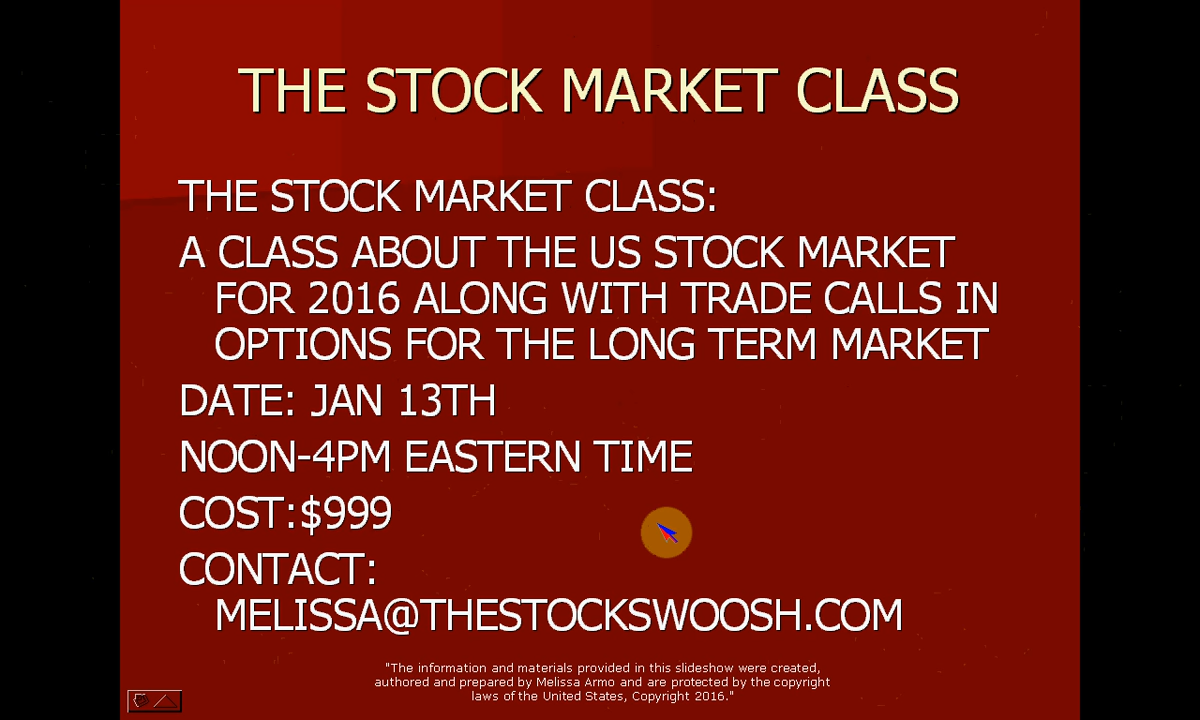 THE STOCK MARKET CLASS
THE STOCK MARKET CLASS:
A CLASS ABOUT THE US STOCK MARKET
FOR 2016 ALONG WITH TRADE CALLS IN
OPTIONS FOR THE LONG TERM MARKET
DATE: JAN 13TH
NOON-4PM EASTERN TIME
COST:$999
CONTACT:
MELISSA@THESTOCKSWOOSH.COM
"The information and materials provided in this slideshow were created,
authored and prepared by Melissa Armo and are protected by the copyright
laws of the United States, Copyright 2016."